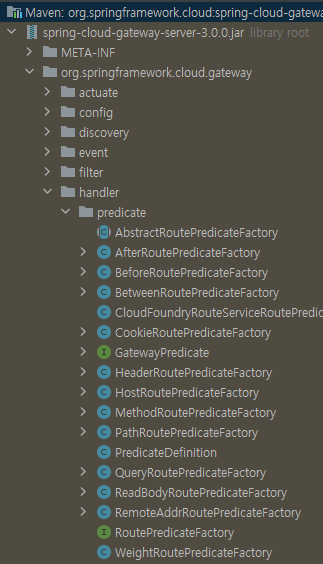 Maven: org.springframework.cloud:spring-cloud-gatewa
spring-cloud-gateway-server-3.0.0.jar library root
META-INF
org.springframework.cloud.gateway
actuate
config
discovery
event
filter
handler
predicate
C AbstractRoutePredicateFactory
C AfterRoutePredicateFactory
C BeforeRoutePredicateFactory
C BetweenRoutePredicateFactory
C CloudFoundryRouteServiceRoutePredic
C CookieRoutePredicateFactory
I GatewayPredicate
C HeaderRoutePredicateFactory
C HostRoutePredicateFactory
C MethodRoutePredicateFactory
C PathRoutePredicateFactory
C PredicateDefinition
C QueryRoutePredicateFactory
C ReadBodyRoutePredicateFactory
C RemoteAddrRoutePredicateFactory
I RoutePredicateFactory
C WeightRoutePredicateFactory